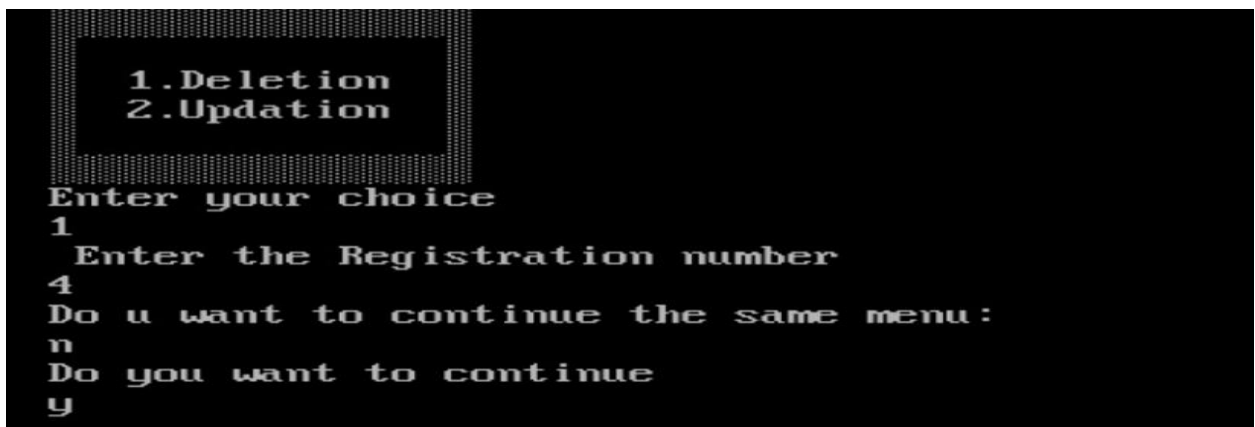 1.Deletion
2.Updation
Enter your choice
1
Enter the Registration number
4
Do u want to continue the same menu:
n
Do you want to continue
y